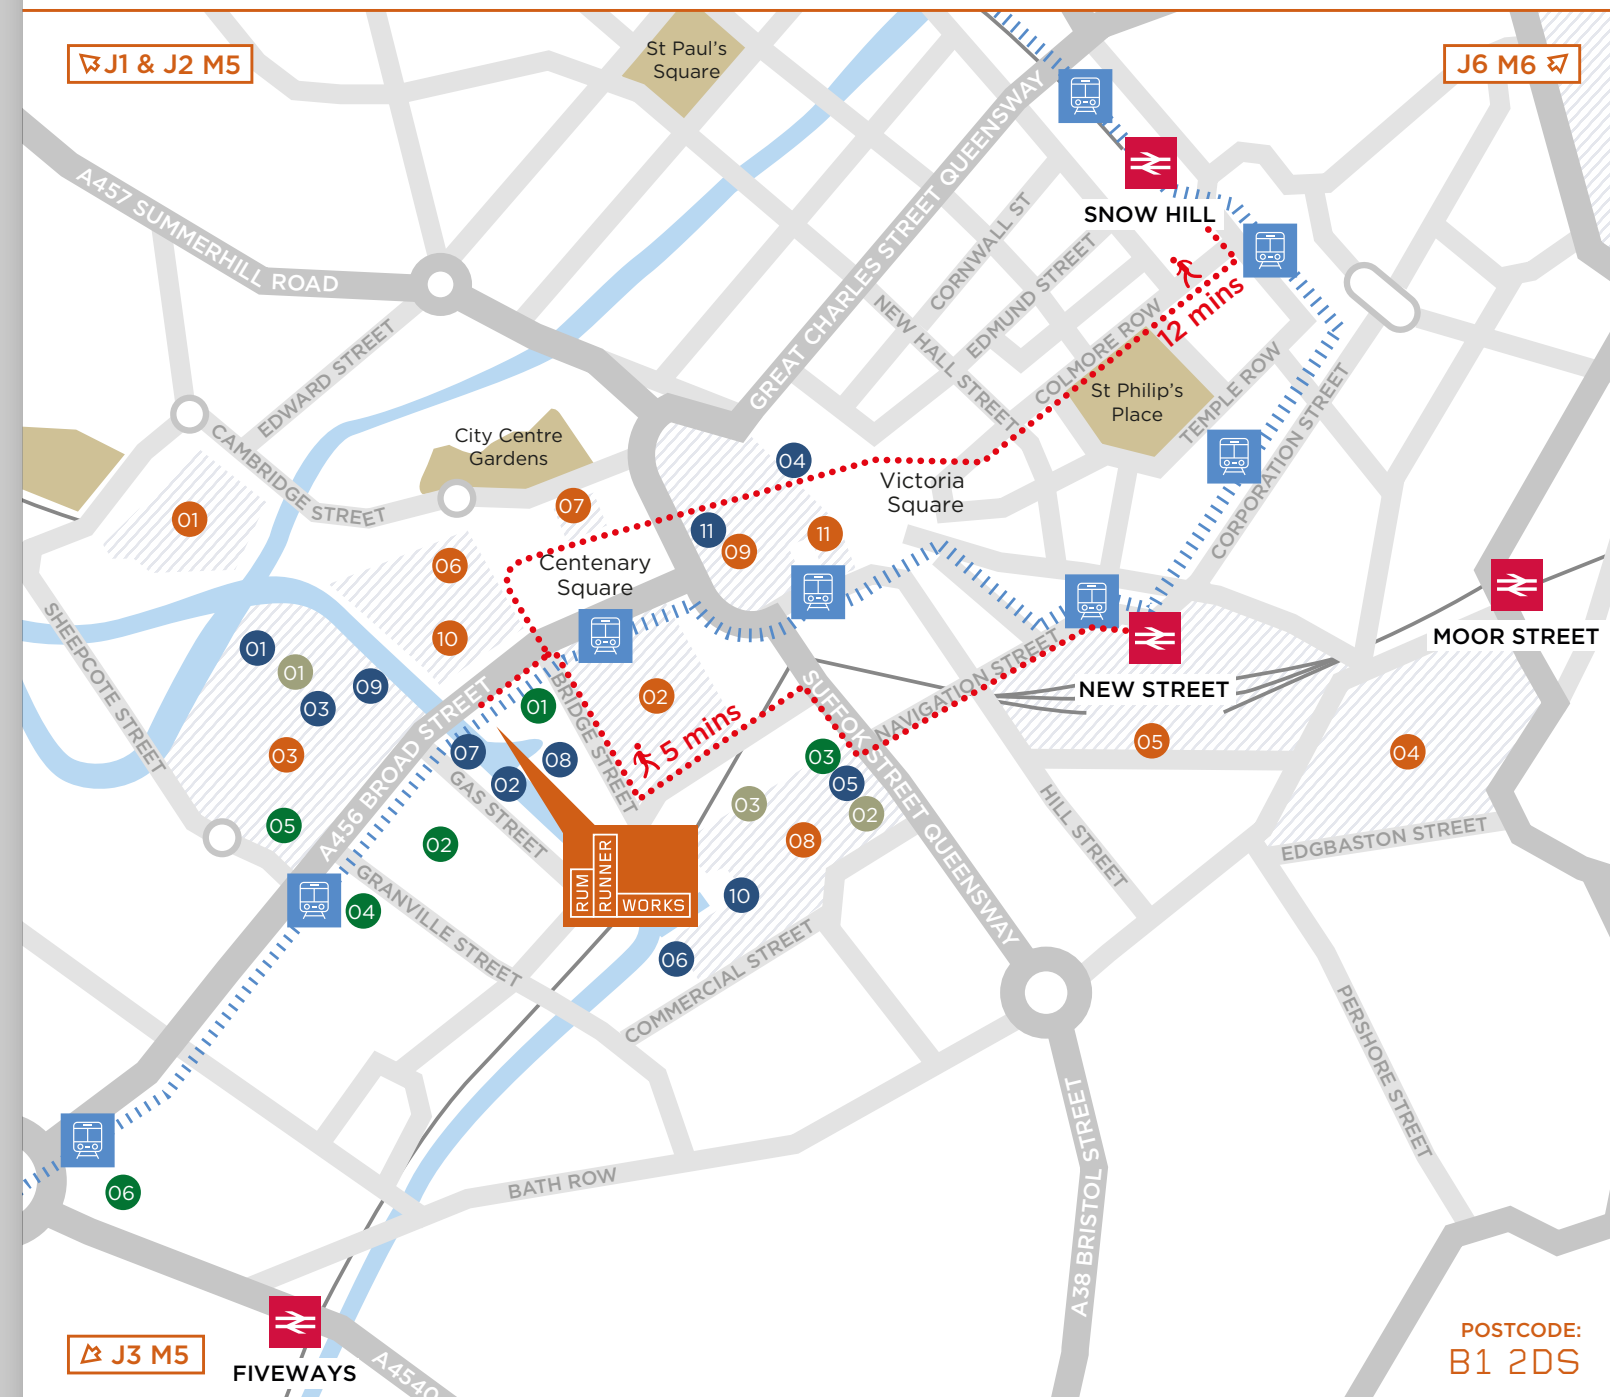 J1 & J2 M5
J6 M6
St Paul's
Square
A457 SUMMERHILL ROAD
GREAT CHARLES STREET QUEENSWAY
SNOW HILL
CORNWALL ST
EDMUND STREET
NEW HALL STREET
COLMORE ROW
12 mins
St Philip's
Place
TEMPLE ROW
CORPORATION STREET
EDWARD STREET
CAMBRIDGE STREET
City Centre
Gardens
04
Victoria
Square
01
07
11
09
11
06
Centenary
Square
10
MOOR STREET
SHEEPCOTE STREET
01
01
03
09
03
05
A456 BROAD STREET
01
BRIDGE STREET
02
5 mins
SUFFOLK STREET QUEENSWAY
NAVIGATION STREET
NEW STREET
05
04
07
02
08
GAS STREET
02
03
05
02
03
08
10
06
HILL STREET
EDGBASTON STREET
RUM
RUNNER
WORKS
04
GRANVILLE STREET
COMMERCIAL STREET
PERSHORE STREET
A38 BRISTOL STREET
BATH ROW
06
J3 M5
FIVEWAYS
A4540
POSTCODE:
B1 2DS